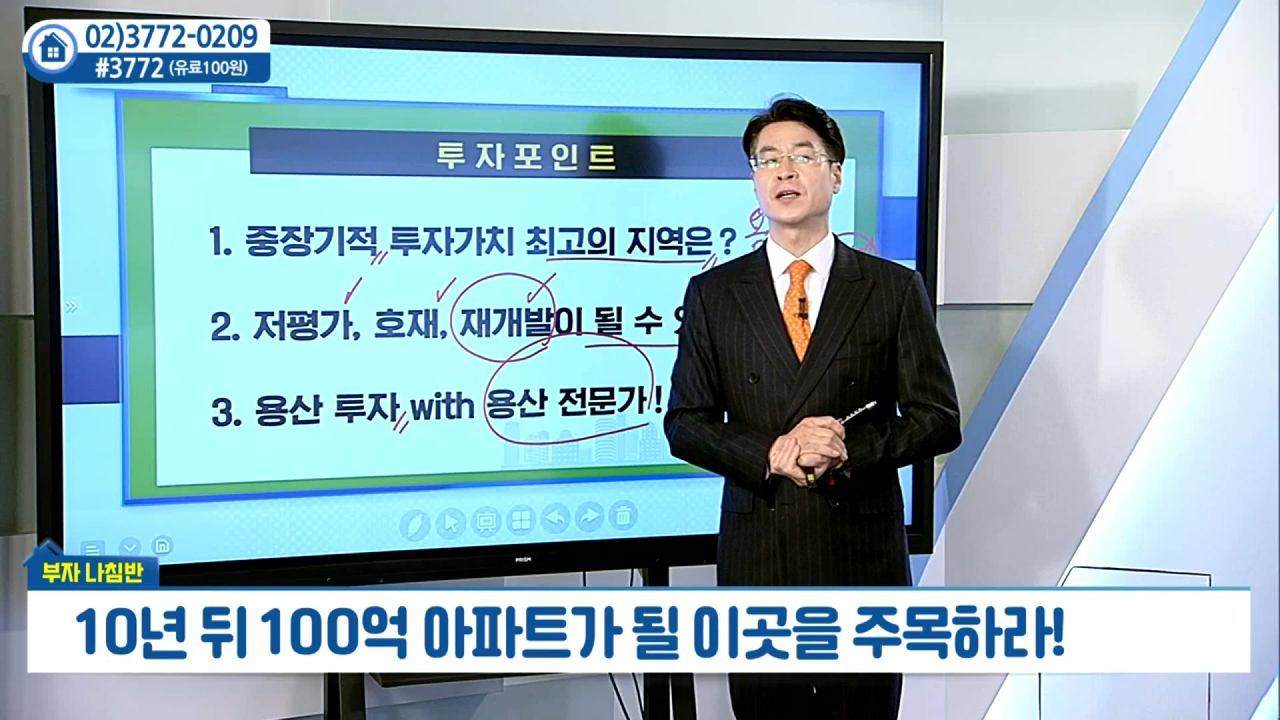 02)3772-0209
#3772 (유료100원)
투자포인트
1. 중장기적 투자가치 최고의 지역은?
2. 저평가, 호재, 재개발이 될 수
3. 용산 투자 with 용산 전문가!
PRISM
부자 나침반
10년 뒤 100억 아파트가 될 이곳을 주목하라!